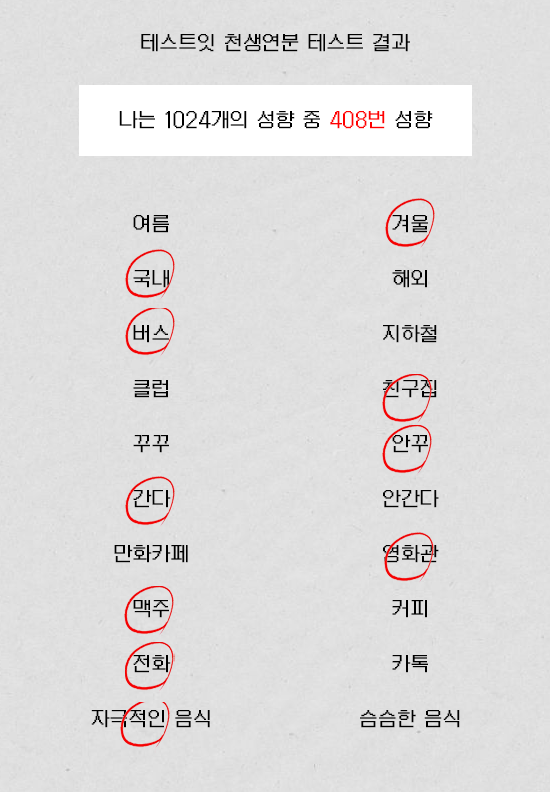 테스트잇 천생연분 테스트 결과
나는 1024개의 성향 중 408번 성향
여름 겨울
국내 해외
버스 지하철
클럽 친구집
꾸꾸 안꾸
간다 안간다
만화카페 영화관
맥주 커피
전화 카톡
자극적인 음식 슴슴한 음식